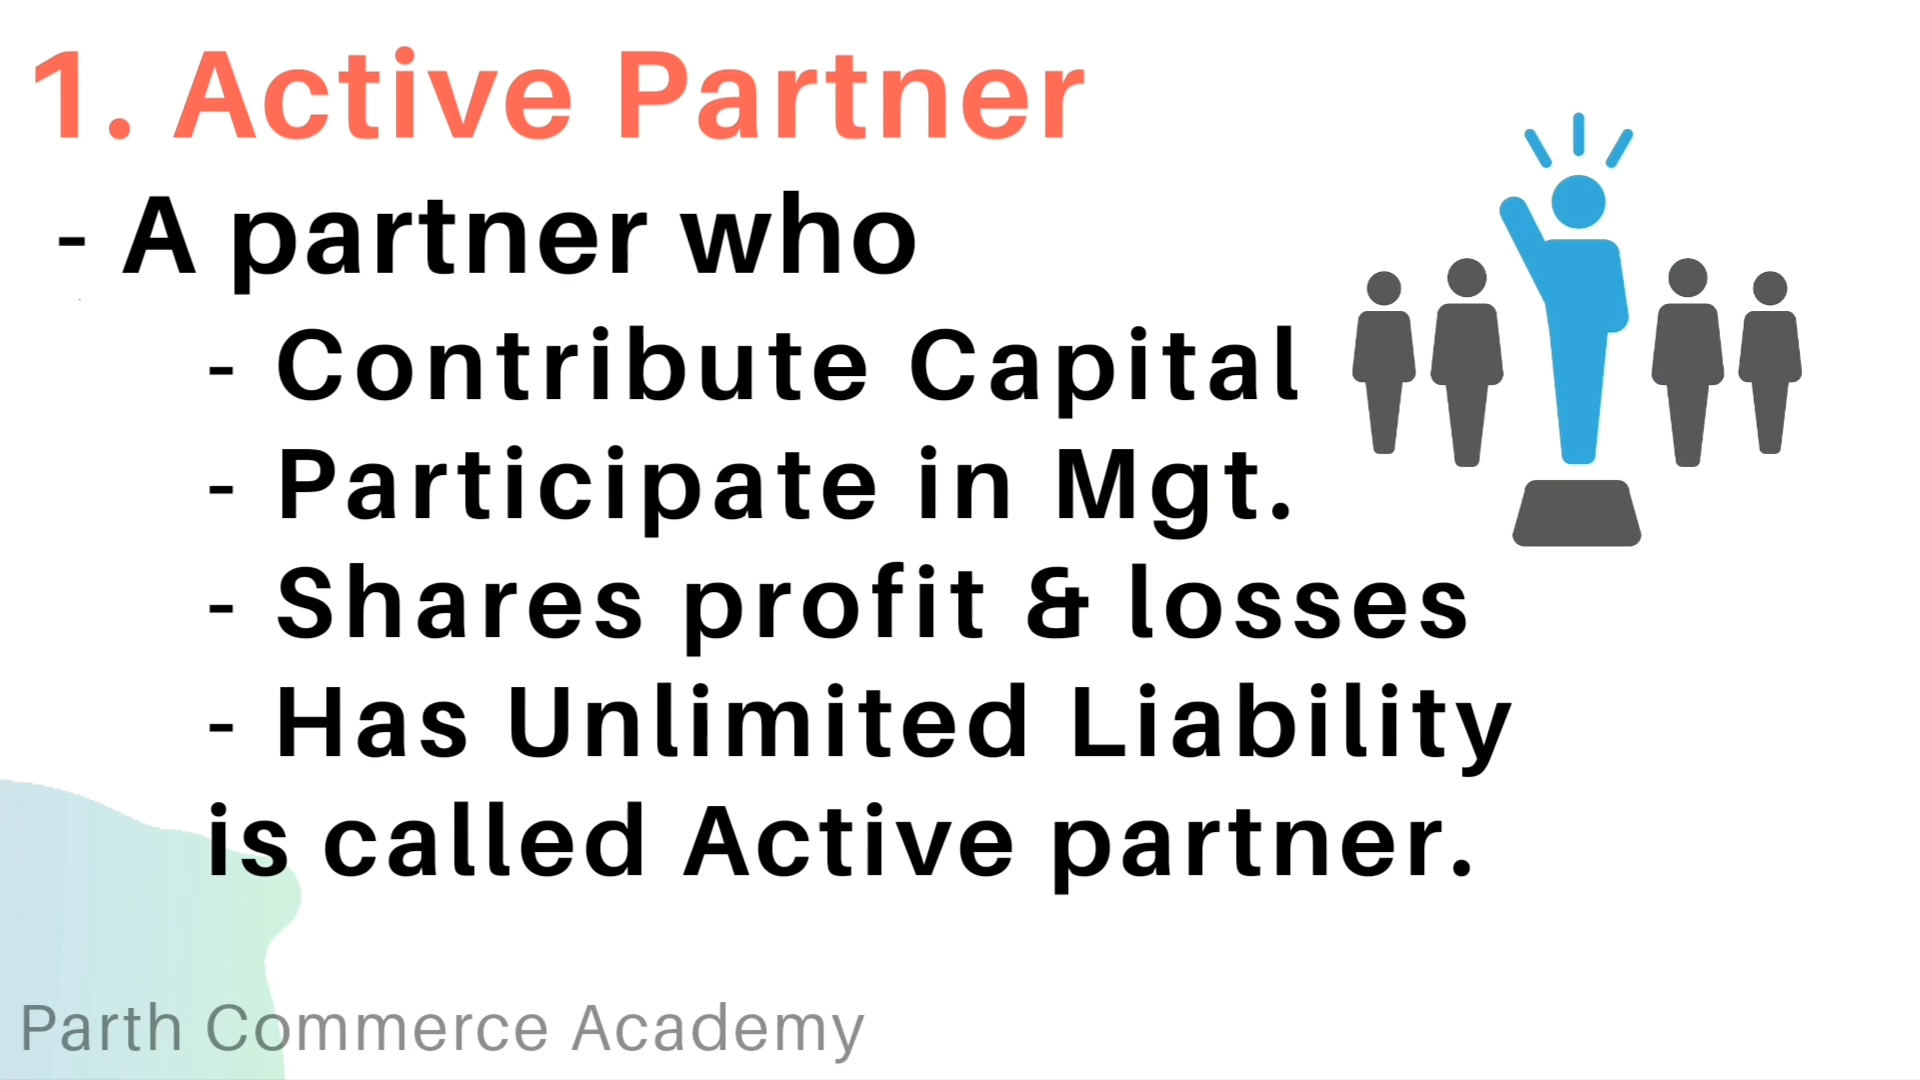 1. Active Partner
- A partner who
- Contribute Capital
- Participate in Mgt.
- Shares profit & losses
- Has Unlimited Liability
is called Active partner.
Parth Commerce Academy